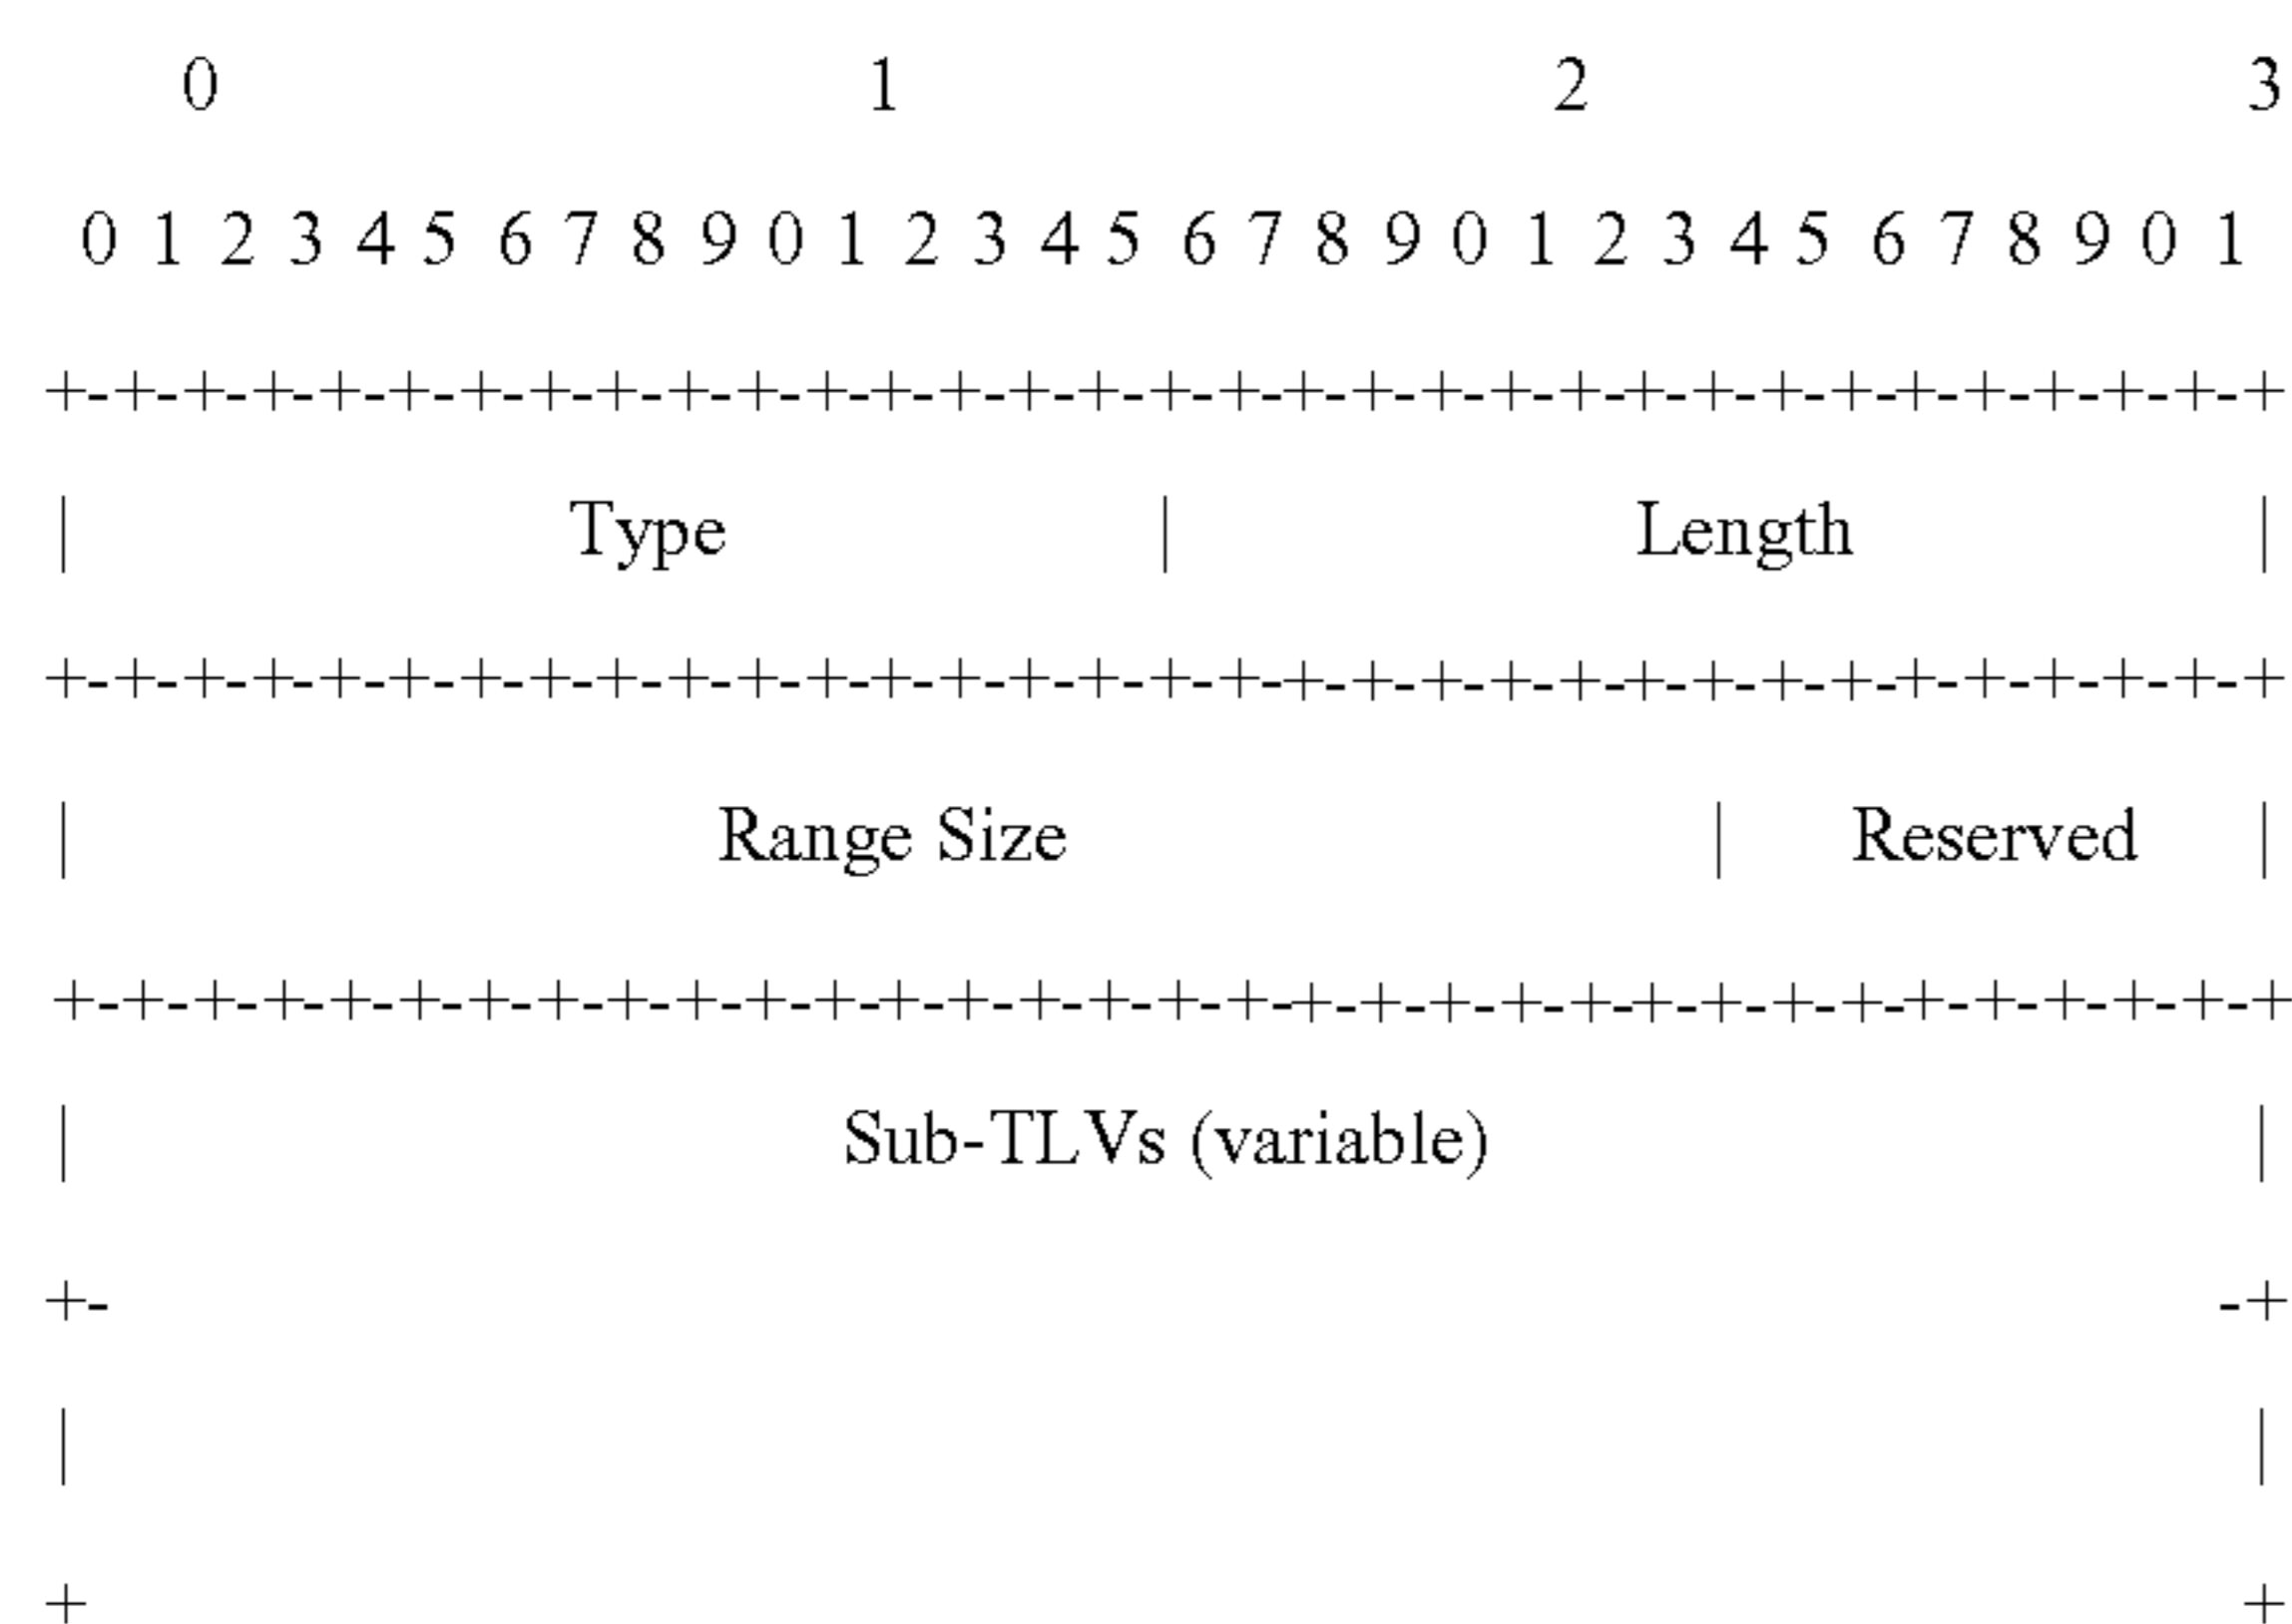 0 1 2 3
0 1 2 3 4 5 6 7 8 9 0 1 2 3 4 5 6 7 8 9 0 1 2 3 4 5 6 7 8 9 0 1
+-+-+-+-+-+-+-+-+-+-+-+-+-+-+-+-+-+-+-+-+-+-+-+-+-+-+-+-+-+-+-+-+
| Type | Length |
+-+-+-+-+-+-+-+-+-+-+-+-+-+-+-+-+-+-+-+-+-+-+-+-+-+-+-+-+-+-+-+-+
| Range Size | Reserved |
+-+-+-+-+-+-+-+-+-+-+-+-+-+-+-+-+-+-+-+-+-+-+-+-+-+-+-+-+-+-+-+-+
| Sub-TLVs (variable) |
+- -+
| |
+ +